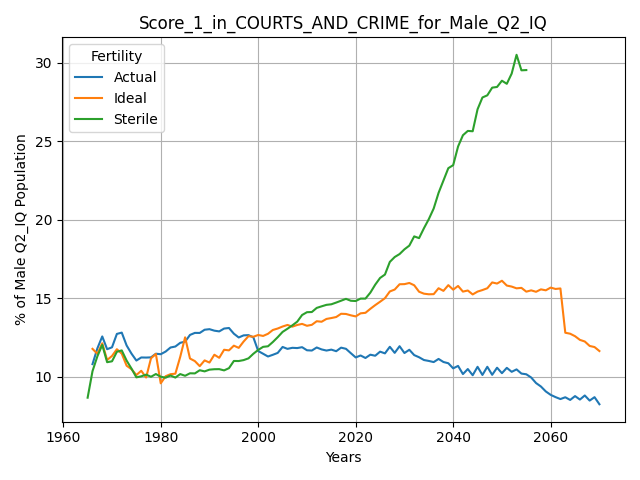 Score_1_in_COURTS_AND_CRIME_for_Male_Q2_IQ
Fertility
Actual
Ideal
Sterile
% of Male Q2_IQ Population
30
25
20
15
10
1960
1980
2000
2020
2040
2060
Years